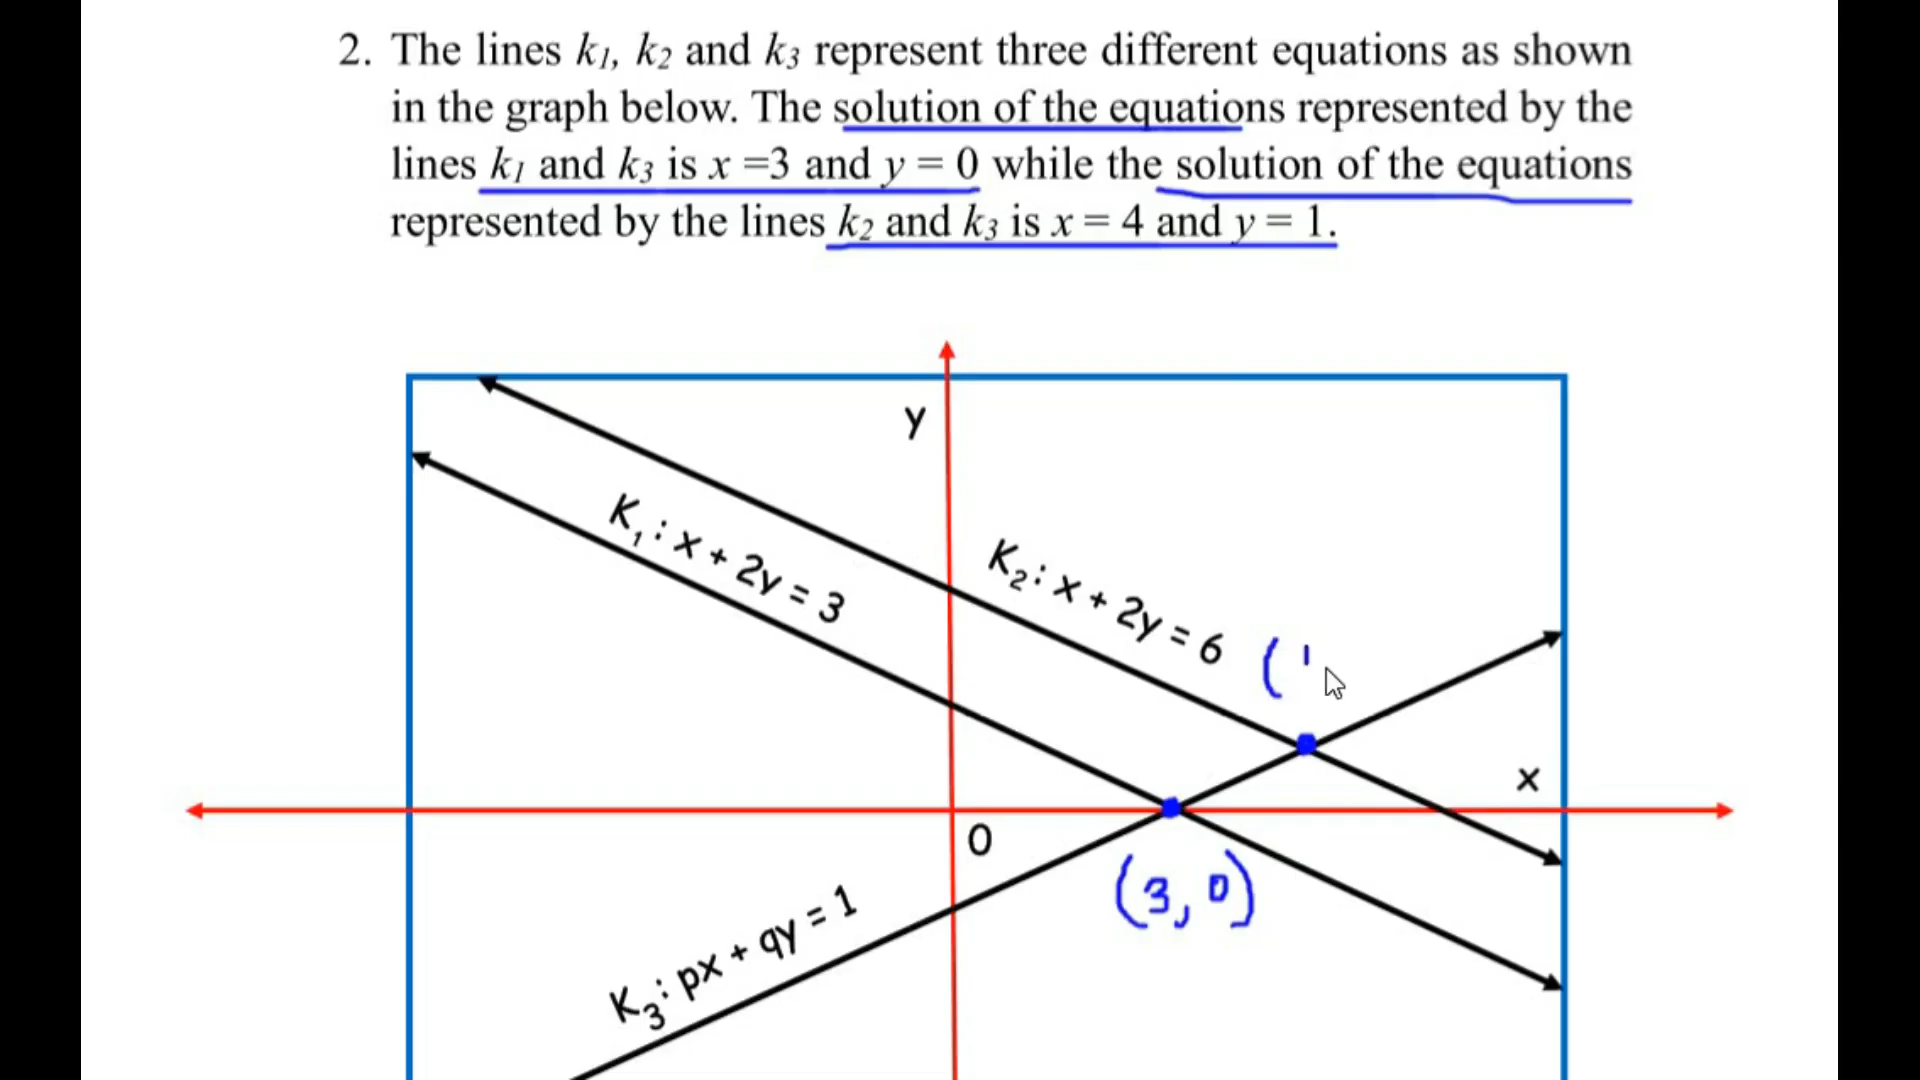 2. The lines k₁, k₂ and k₃ represent three different equations as shown
in the graph below. The solution of the equations represented by the
lines k₁ and k₃ is x =3 and y = 0 while the solution of the equations
represented by the lines k₂ and k₃ is x = 4 and y = 1.
y
K₁ : x + 2y = 3
K₂ : x + 2y = 6
(
x
0
(3, 0)
K₃ : px + qy = 1